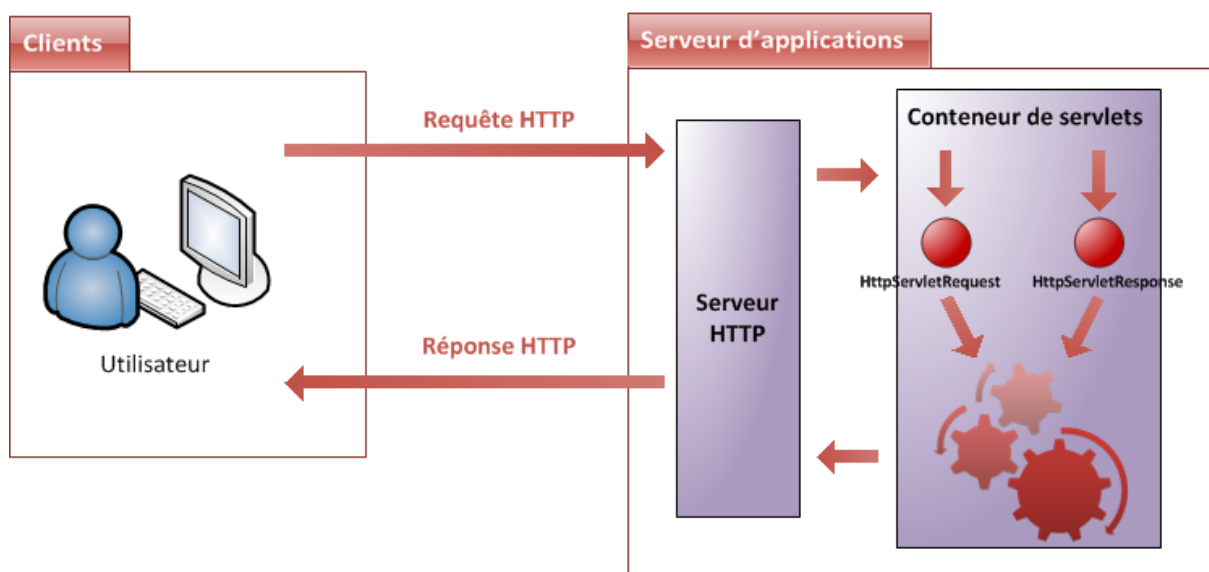 Clients
Serveur d'applications
Requête HTTP
Conteneur de servlets
HttpServletRequest
HttpServletResponse
Serveur
HTTP
Réponse HTTP
Utilisateur